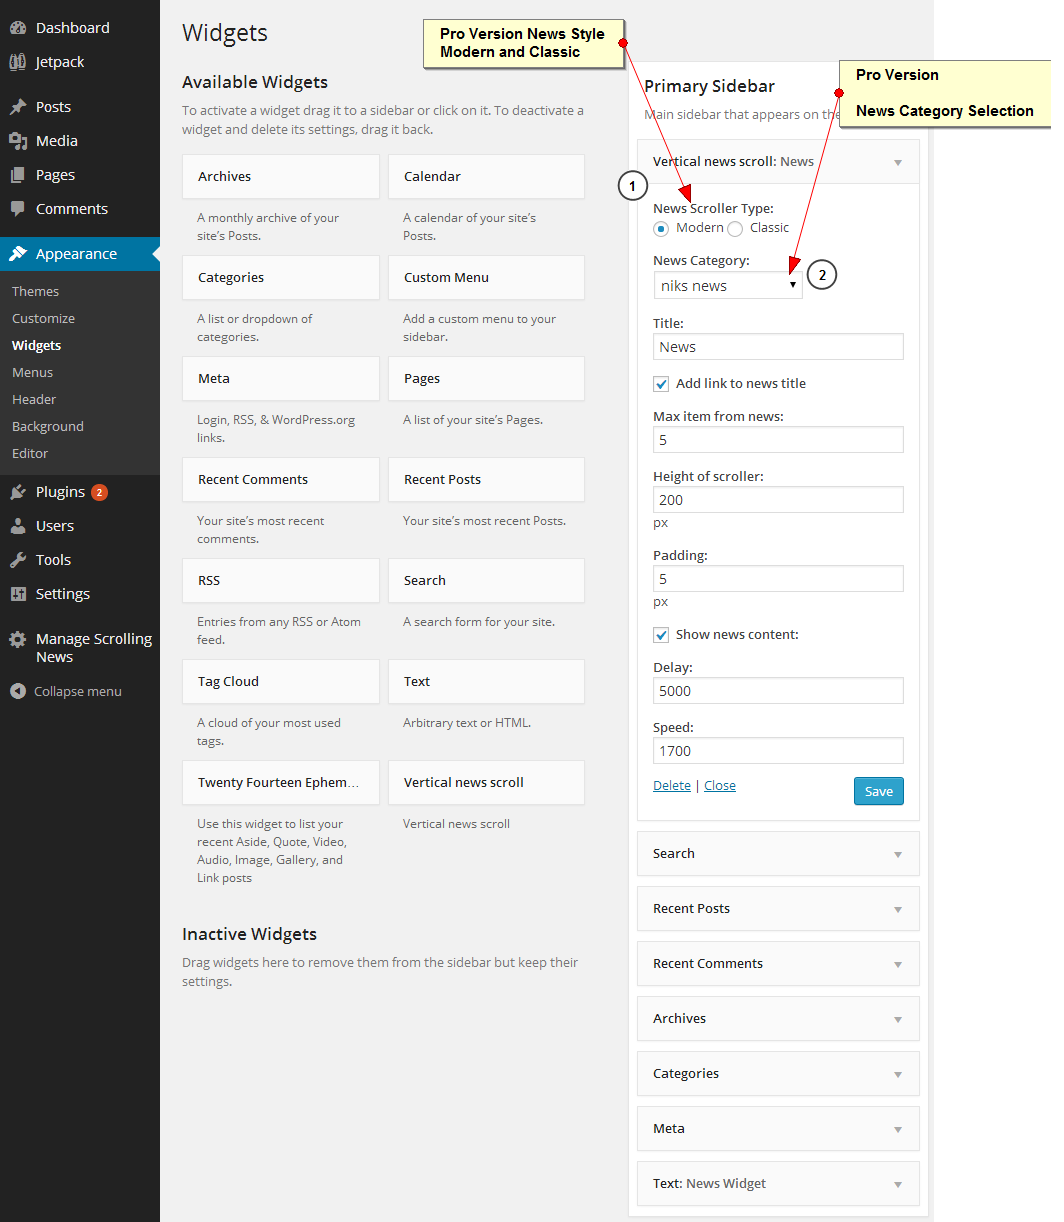 Dashboard
Jetpack
Posts
Media
Pages
Comments
Appearance
Themes
Customize
Widgets
Menus
Header
Background
Editor
Plugins 2
Users
Tools
Settings
Manage Scrolling
News
Collapse menu
Widgets
Pro Version News Style
Modern and Classic
Pro Version
News Category Selection
Available Widgets
To activate a widget drag it to a sidebar or click on it. To deactivate a
widget and delete its settings, drag it back.
Archives
A monthly archive of your
site's Posts.
Calendar
A calendar of your site's
Posts.
Categories
A list or dropdown of
categories.
Custom Menu
Add a custom menu to your
sidebar.
Meta
Login, RSS, & WordPress.org
links.
Pages
A list of your site's Pages.
Recent Comments
Your site's most recent
comments.
Recent Posts
Your site's most recent Posts.
RSS
Entries from any RSS or Atom
feed.
Search
A search form for your site.
Tag Cloud
A cloud of your most used
tags.
Text
Arbitrary text or HTML.
Twenty Fourteen Ephem...
Use this widget to list your
recent Aside, Quote, Video,
Audio, Image, Gallery, and
Link posts
Vertical news scroll
Vertical news scroll
Inactive Widgets
Drag widgets here to remove them from the sidebar but keep their
settings.
Primary Sidebar
Main sidebar that appears on the
Vertical news scroll: News
1
News Scroller Type:
Modern Classic
News Category:
niks news
2
Title:
News
Add link to news title
Max item from news:
5
Height of scroller:
200
px
Padding:
5
px
Show news content:
Delay:
5000
Speed:
1700
Delete | Close
Save
Search
Recent Posts
Recent Comments
Archives
Categories
Meta
Text: News Widget